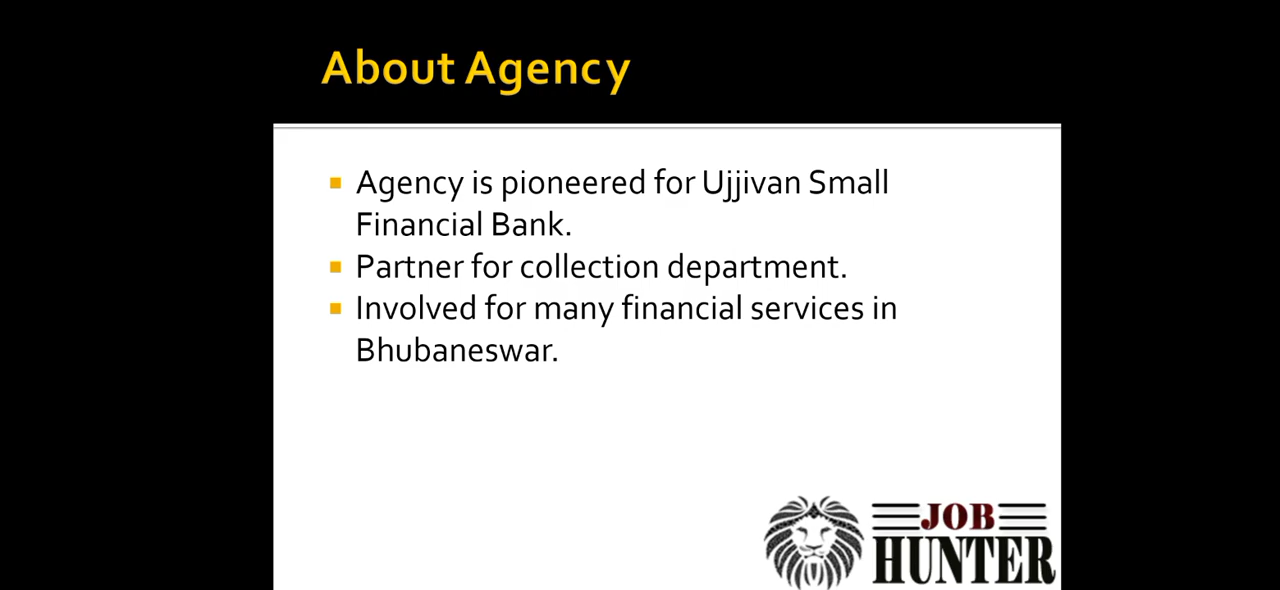 About Agency
Agency is pioneered for Ujjivan Small
Financial Bank.
Partner for collection department.
Involved for many financial services in
Bhubaneswar.
JOB
HUNTER